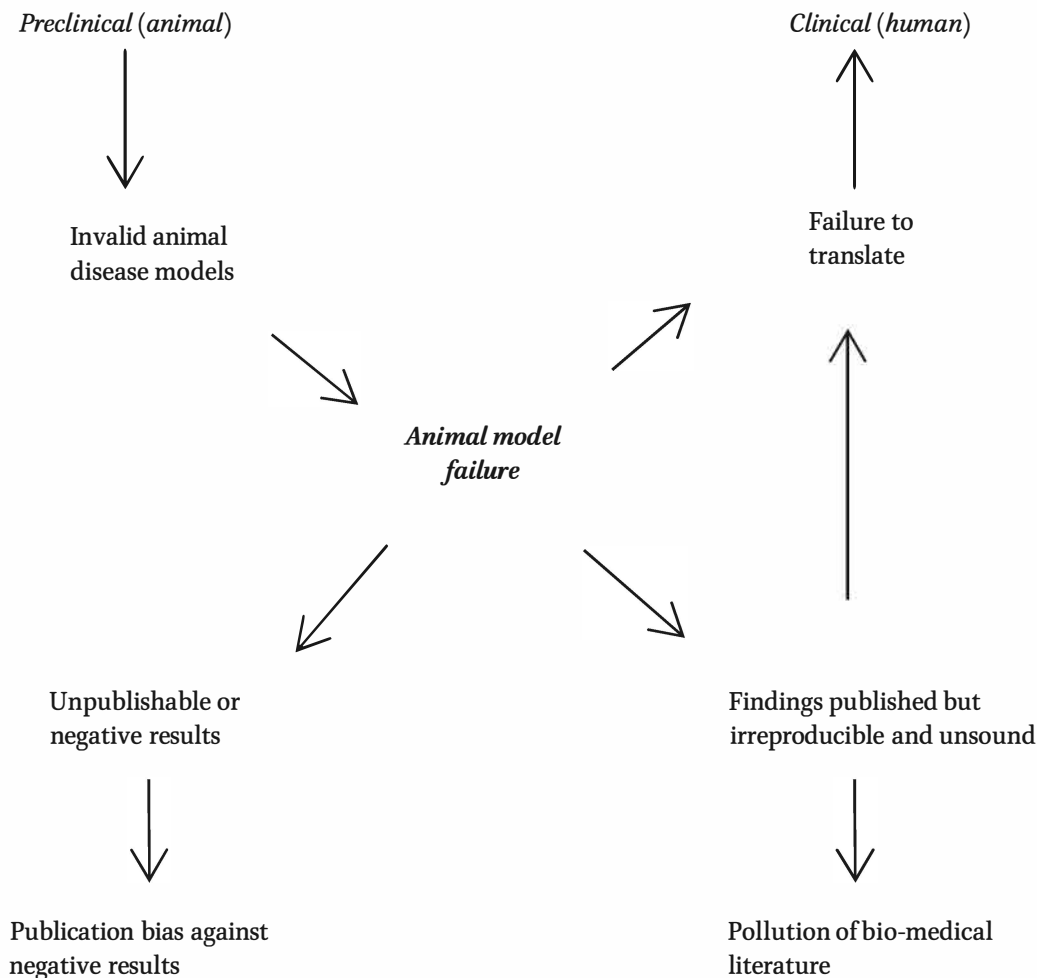 Preclinical (animal)
Clinical (human)
Invalid animal
disease models
Failure to
translate
Animal model
failure
Unpublishable or
negative results
Findings published but
irreproducible and unsound
Publication bias against
negative results
Pollution of bio-medical
literature